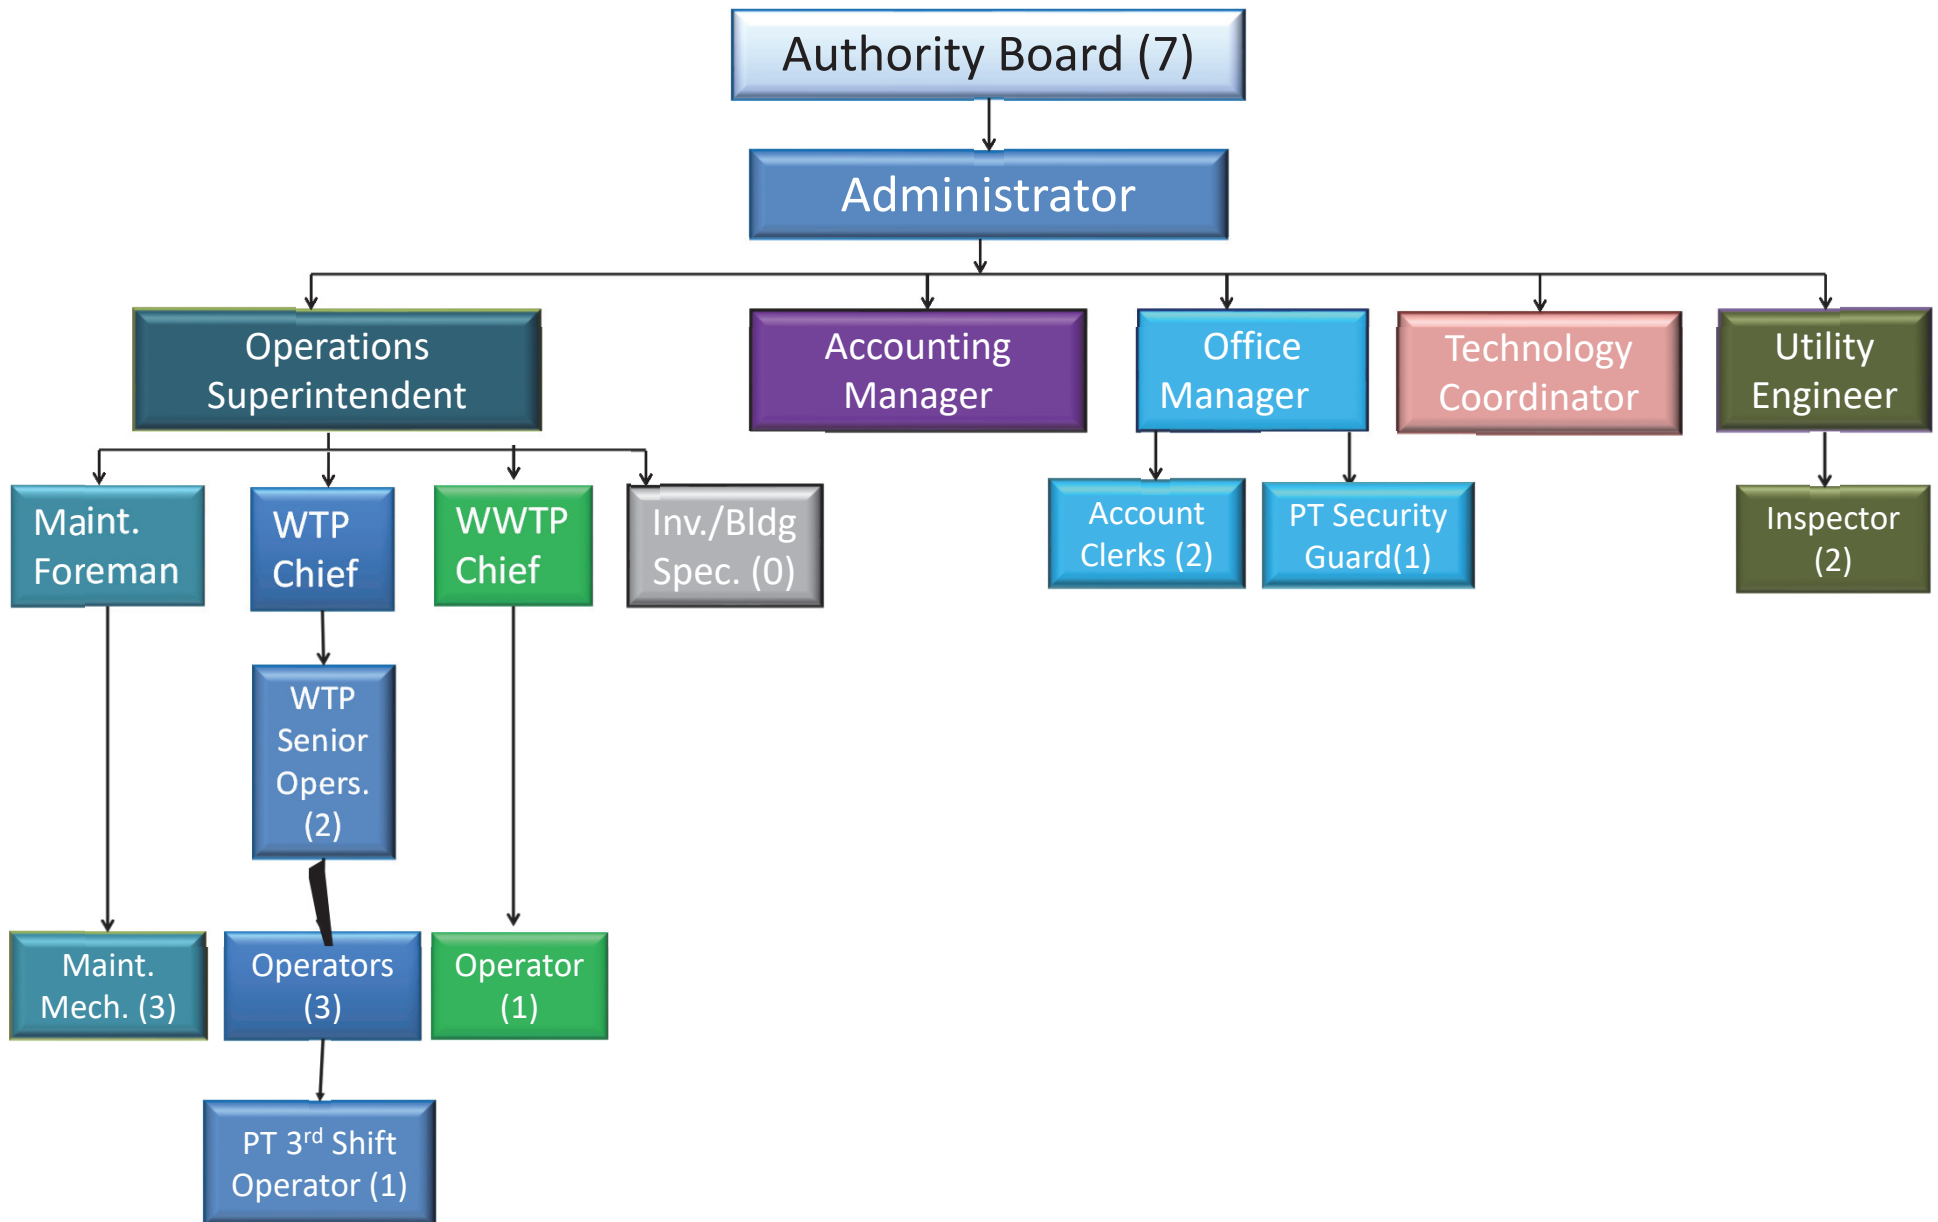 Authority Board (7)
Administrator
Operations
Superintendent
Accounting
Manager
Office
Manager
Technology
Coordinator
Utility
Engineer
Maint.
Foreman
WTP
Chief
WWTP
Chief
Inv./Bldg
Spec. (0)
Account
Clerks (2)
PT Security
Guard(1)
Inspector
(2)
WTP
Senior
Opers.
(2)
Maint.
Mech. (3)
Operators
(3)
Operator
(1)
PT 3rd Shift
Operator (1)